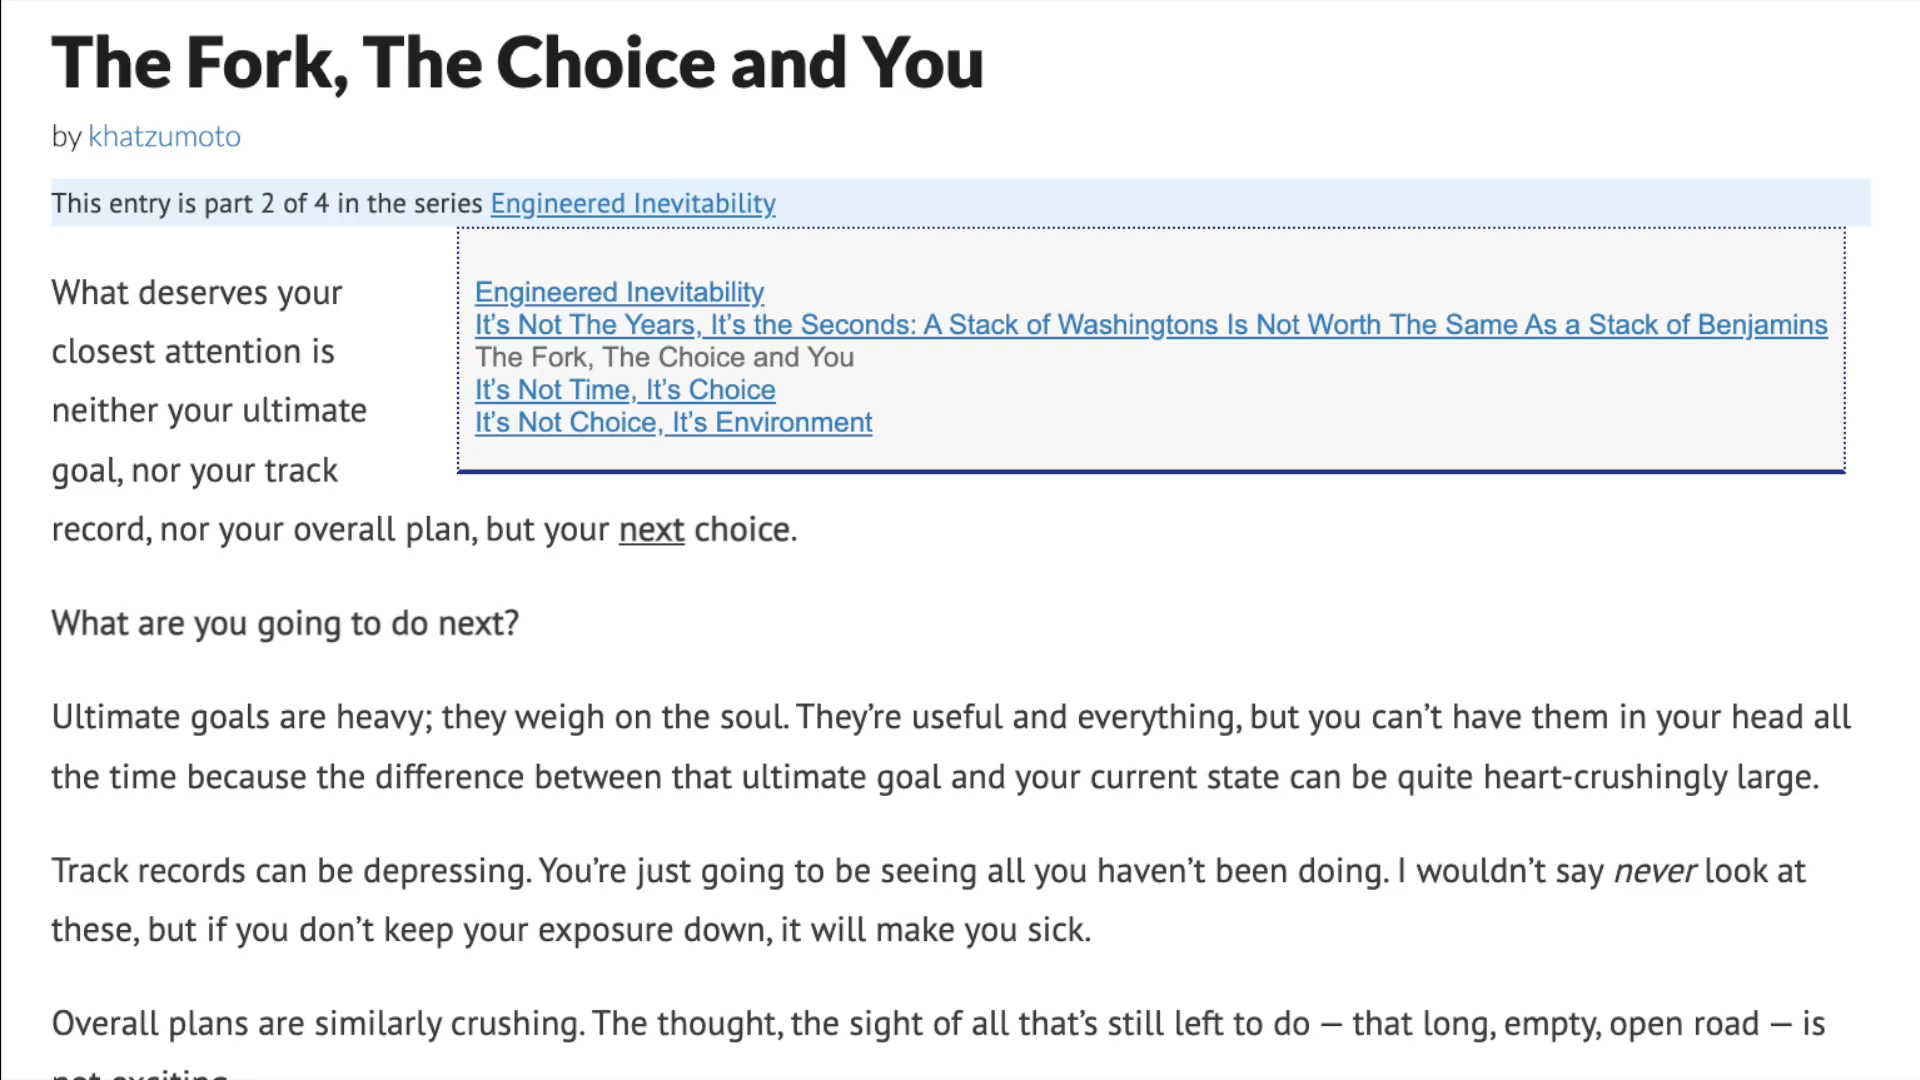 The Fork, The Choice and You
by khatzumoto
This entry is part 2 of 4 in the series Engineered Inevitability
Engineered Inevitability
It’s Not The Years, It’s the Seconds: A Stack of Washingtons Is Not Worth The Same As a Stack of Benjamins
The Fork, The Choice and You
It’s Not Time, It’s Choice
It’s Not Choice, It’s Environment
What deserves your
closest attention is
neither your ultimate
goal, nor your track
record, nor your overall plan, but your next choice.
What are you going to do next?
Ultimate goals are heavy; they weigh on the soul. They’re useful and everything, but you can’t have them in your head all
the time because the difference between that ultimate goal and your current state can be quite heart-crushingly large.
Track records can be depressing. You’re just going to be seeing all you haven’t been doing. I wouldn’t say never look at
these, but if you don’t keep your exposure down, it will make you sick.
Overall plans are similarly crushing. The thought, the sight of all that’s still left to do — that long, empty, open road — is
not exciting